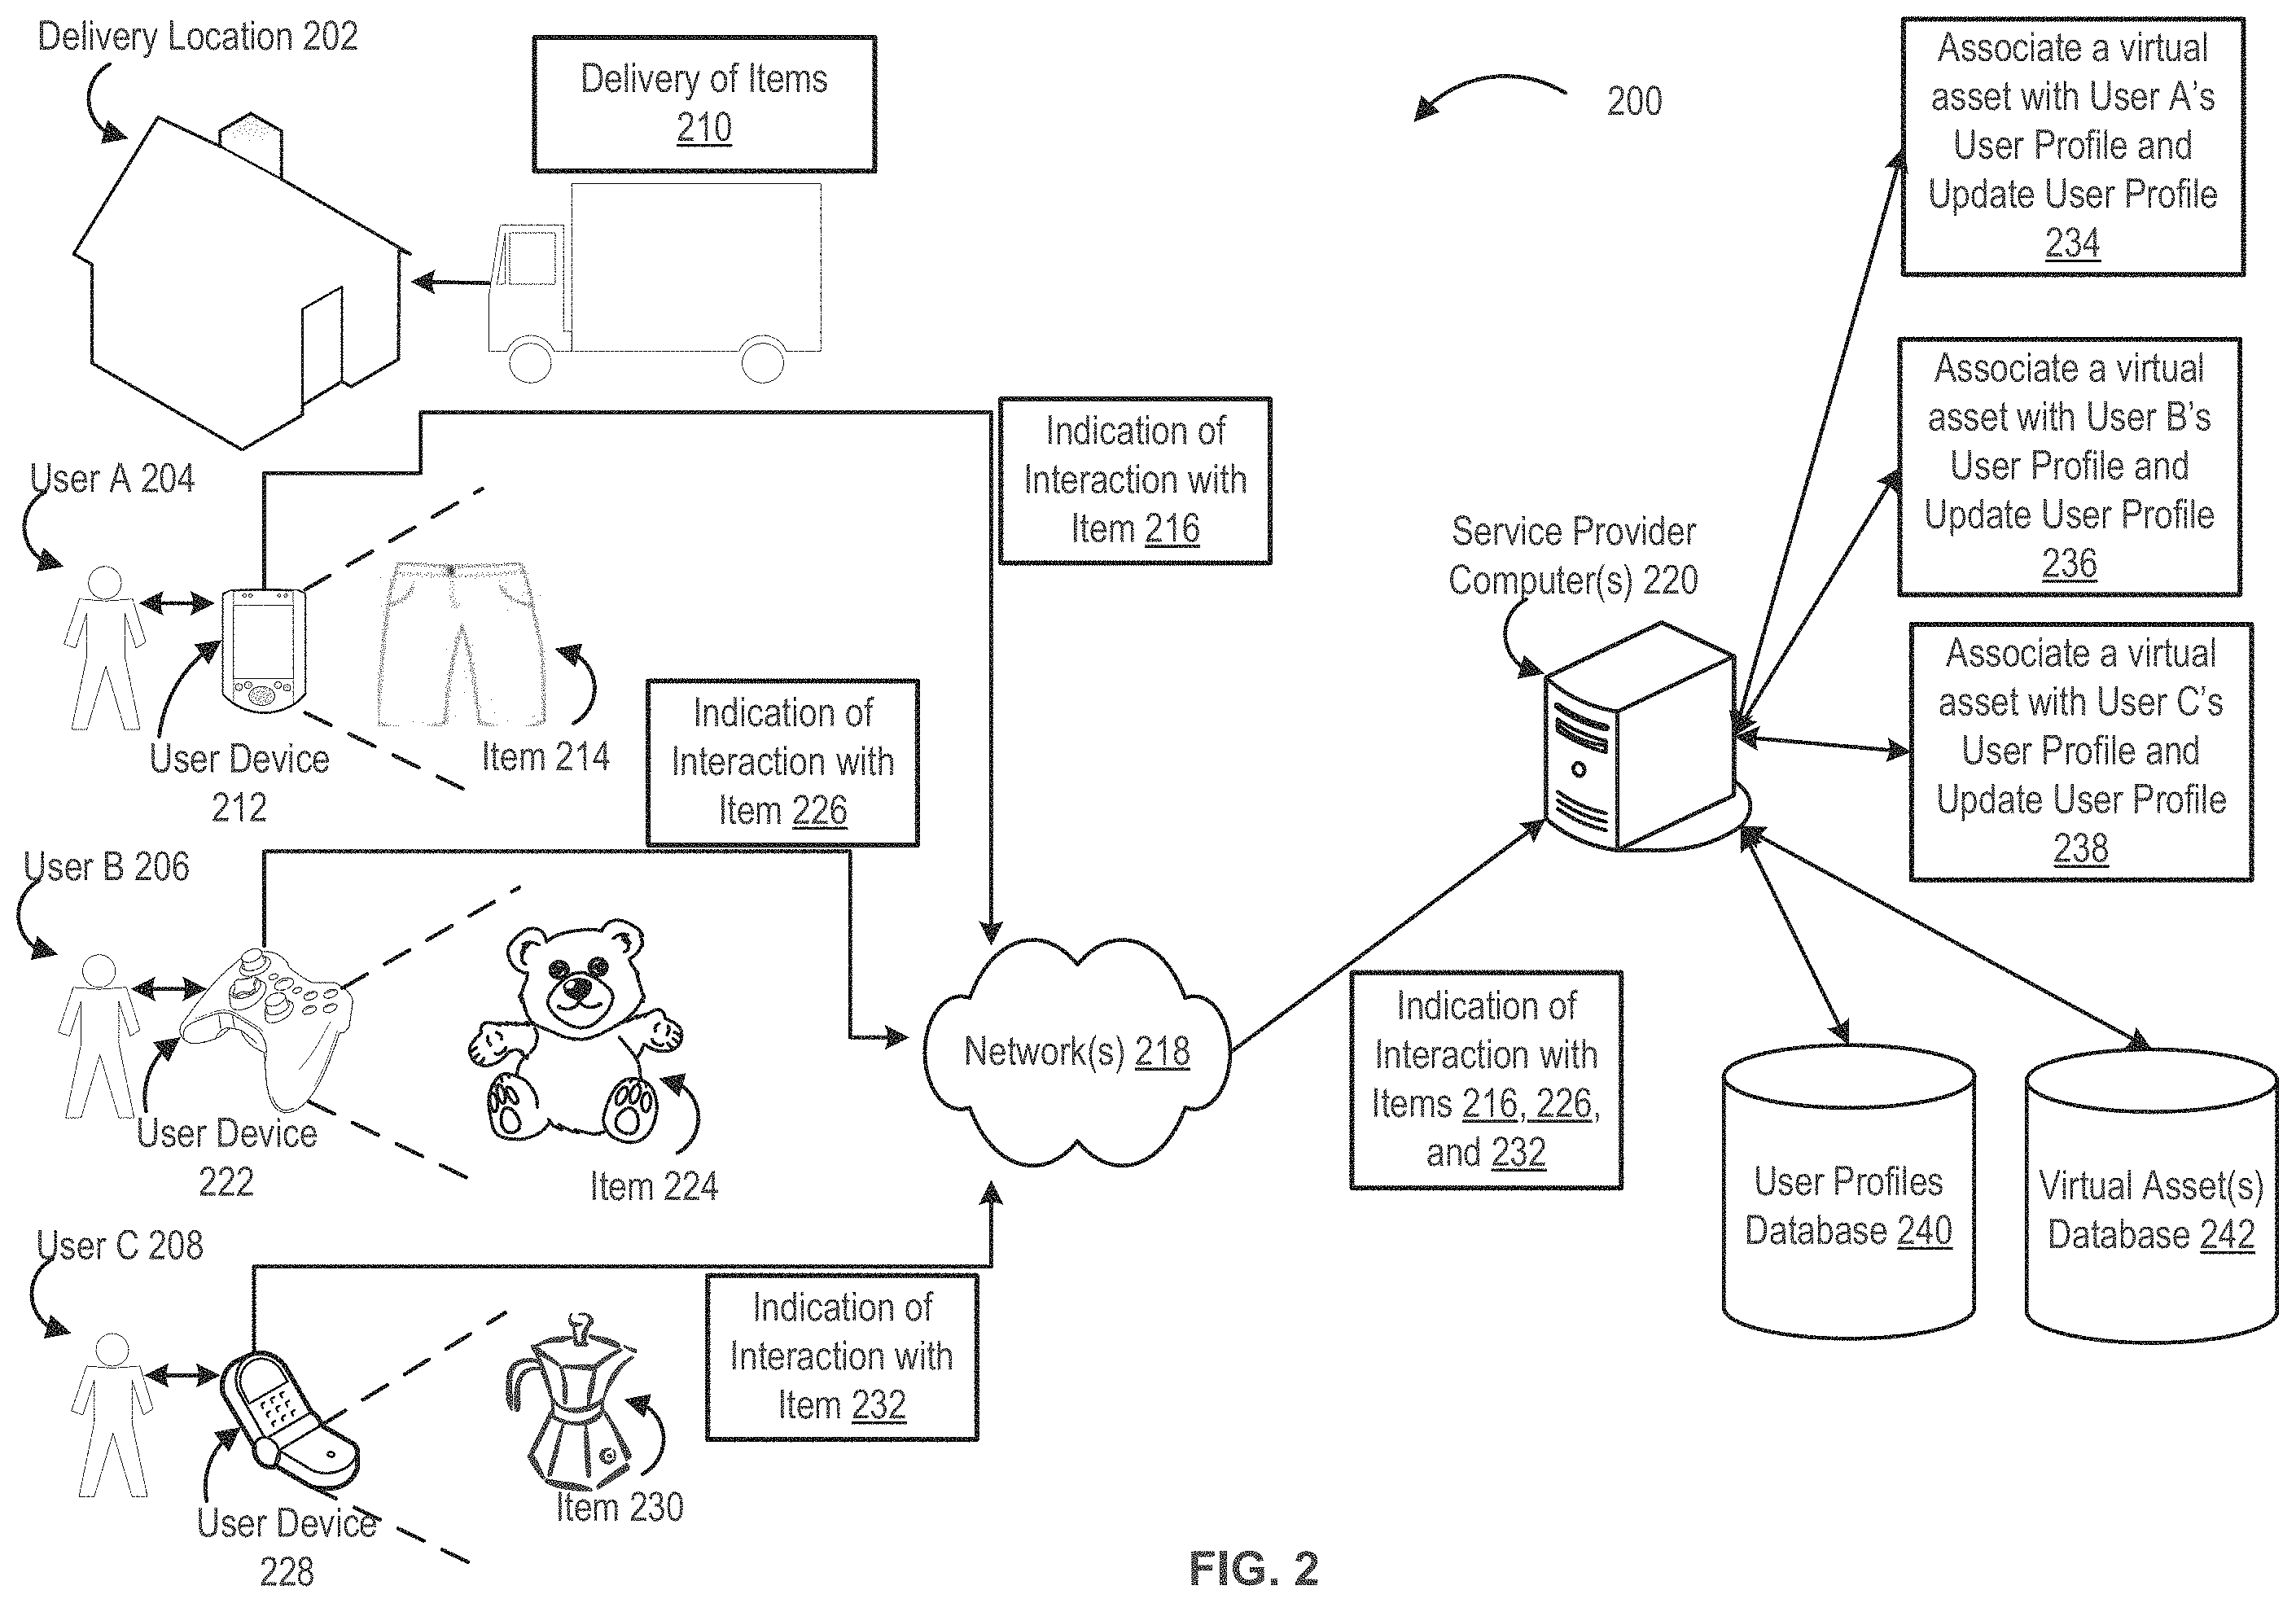 Delivery Location 202
Delivery of Items
210
200
Associate a virtual
asset with User A's
User Profile and
Update User Profile
234
Associate a virtual
asset with User B's
User Profile and
Update User Profile
236
Associate a virtual
asset with User C's
User Profile and
Update User Profile
238
Service Provider
Computer(s) 220
Indication of
Interaction with
Item 216
User A 204
User Device
212
Item 214
Indication of
Interaction with
Item 226
User B 206
User Device
222
Item 224
Network(s) 218
Indication of
Interaction with
Items 216, 226,
and 232
User Profiles
Database 240
Virtual Asset(s)
Database 242
User C 208
User Device
228
Item 230
Indication of
Interaction with
Item 232
FIG. 2